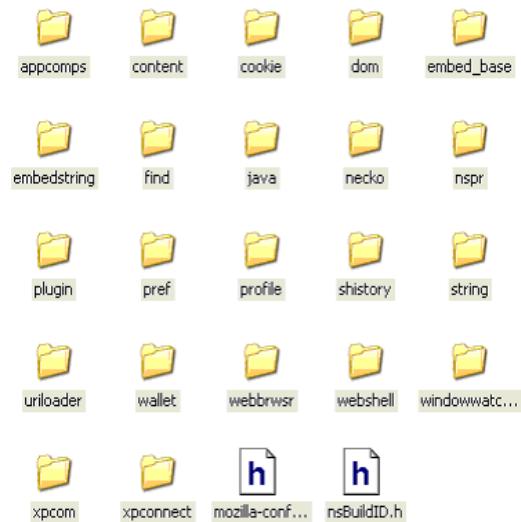 appcomps content cookie dom embed_base
embedstring find java necko nspr
plugin pref profile shistory string
uriloader wallet webbrwsr webshell windowwatc...
h h
xpcom xpconnect mozilla-conf... nsBuildID.h